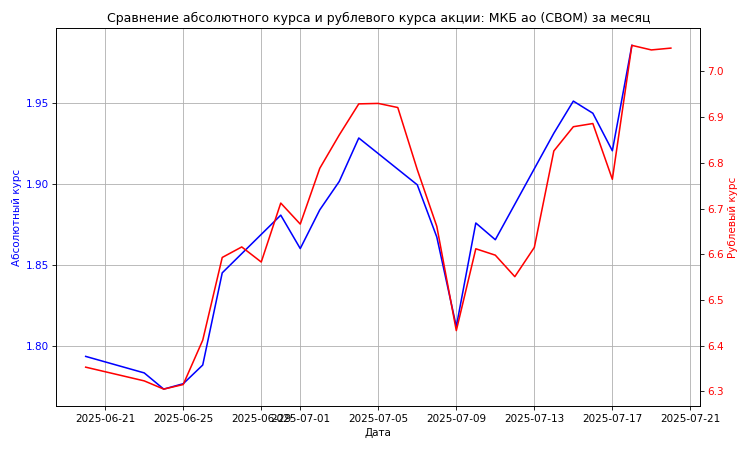 Сравнение абсолютного курса и рублевого курса акции: МКБ ао (CBOM) за месяц
Абсолютный курс
1.95
1.90
1.85
1.80
7.0
6.9
6.8
6.7
6.6
6.5
6.4
6.3
Рублевый курс
2025-06-21 2025-06-25 2025-06-29 2025-07-01 2025-07-05 2025-07-09 2025-07-13 2025-07-17 2025-07-21
Дата